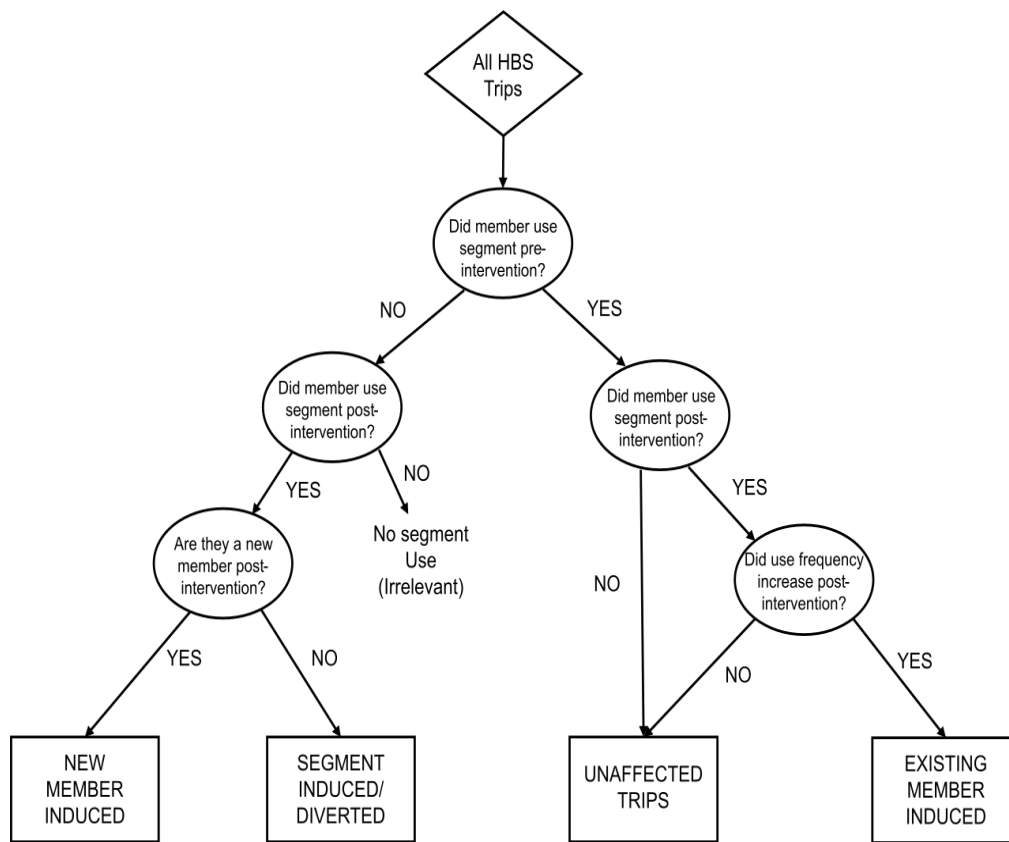 All HBS
Trips
Did member use
segment pre-
intervention?
NO
YES
Did member use
segment post-
intervention?
Did member use
segment post-
intervention?
YES
NO
YES
No segment
Use
(Irrelevant)
Are they a new
member post-
intervention?
Did use frequency
increase post-
intervention?
NO
YES
NO
NO
YES
NEW
MEMBER
INDUCED
SEGMENT
INDUCED/
DIVERTED
UNAFFECTED
TRIPS
EXISTING
MEMBER
INDUCED